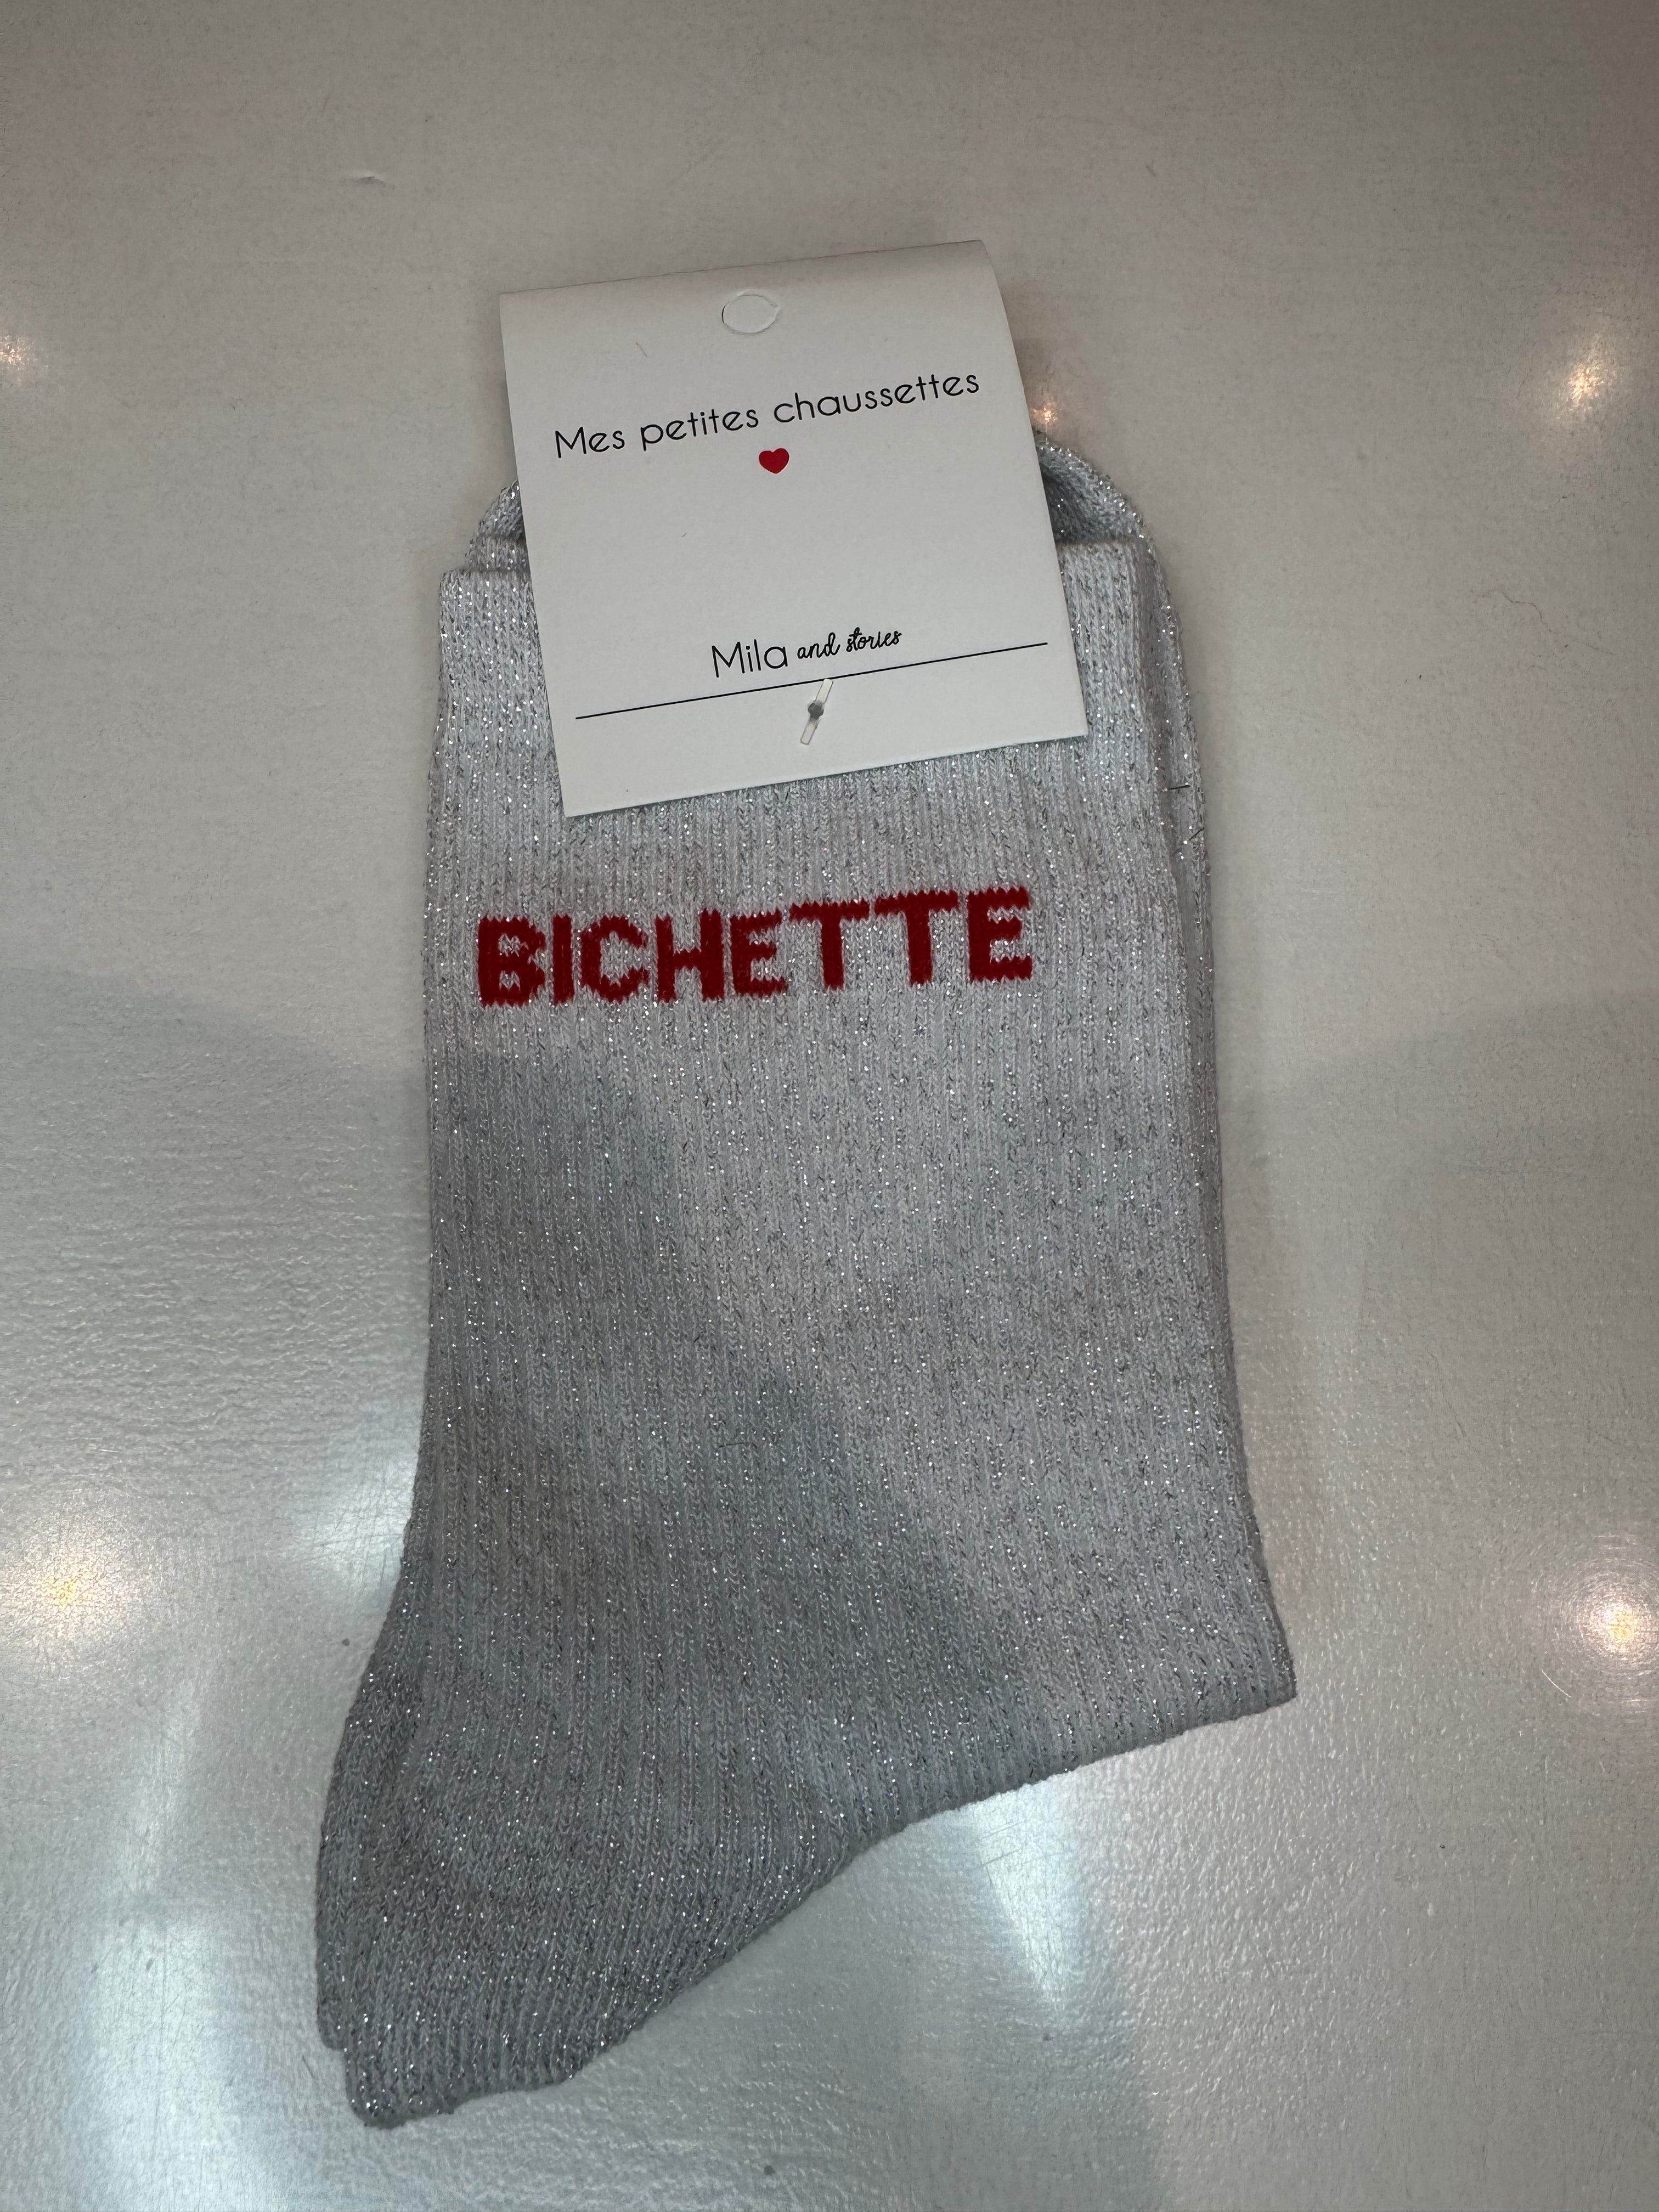 Mes petites chaussettes
Mila and stories
BICHETTE